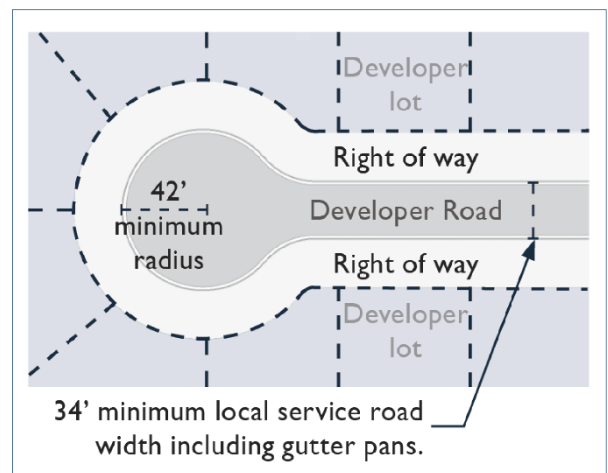 Developer
lot
Right of way
42’
minimum
radius
Developer Road
Right of way
Developer
lot
34’ minimum local service road
width including gutter pans.